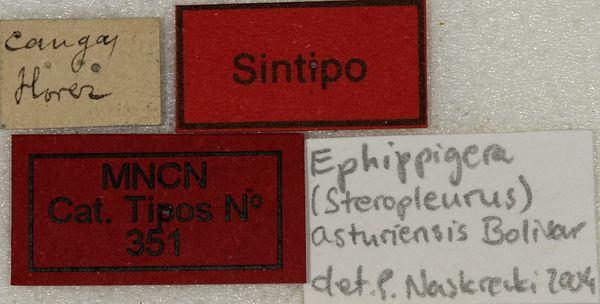 Cangas
Florez
Sintipo
MNCN
Cat. Tipos Nº
351
Ephippigera
(Steropleurus)
asturiensis Bolivar
det. P. Naskrecki 2004